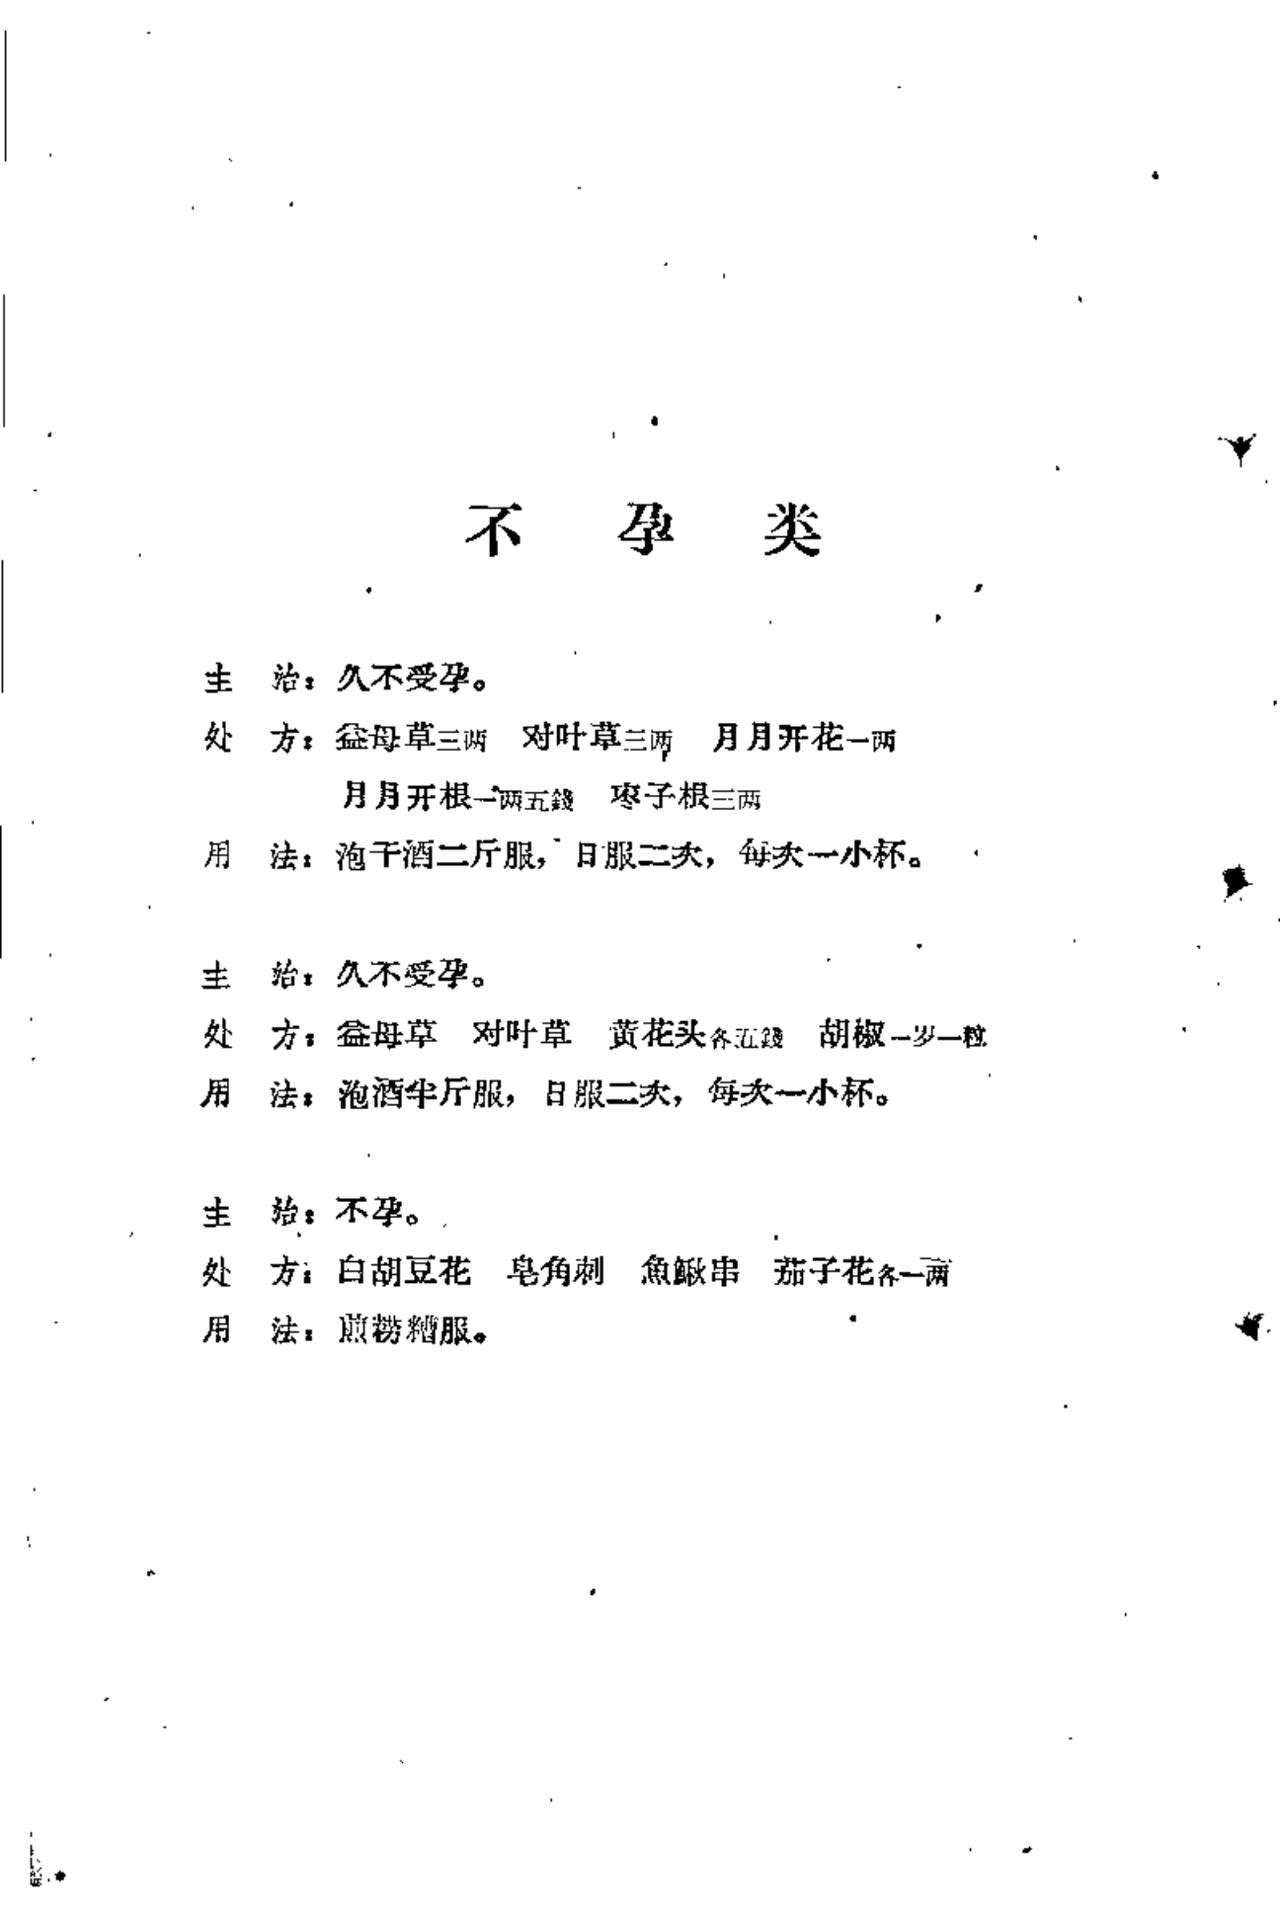 不孕类
主　治：久不受孕。
处　方：益母草三两　对叶草三两　月月开花一两
月月开根一两五錢　枣子根三两
用　法：泡干酒二斤服，日服二次，每次一小杯。
主　治：久不受孕。
处　方：益母草　对叶草　黄花头各五錢　胡椒一岁一粒
用　法：泡酒半斤服，日服二次，每次一小杯。
主　治：不孕。
处　方：白胡豆花　皂角刺　魚鳅串　茄子花各一两
用　法：煎捞糟服。